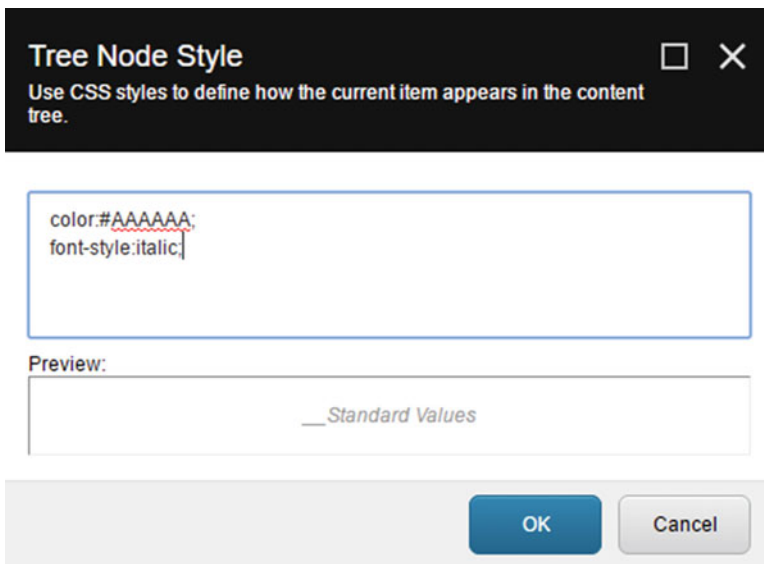 Tree Node Style
Use CSS styles to define how the current item appears in the content
tree.
color:#AAAAAA;
font-style:italic;
Preview:
__Standard Values
OK
Cancel